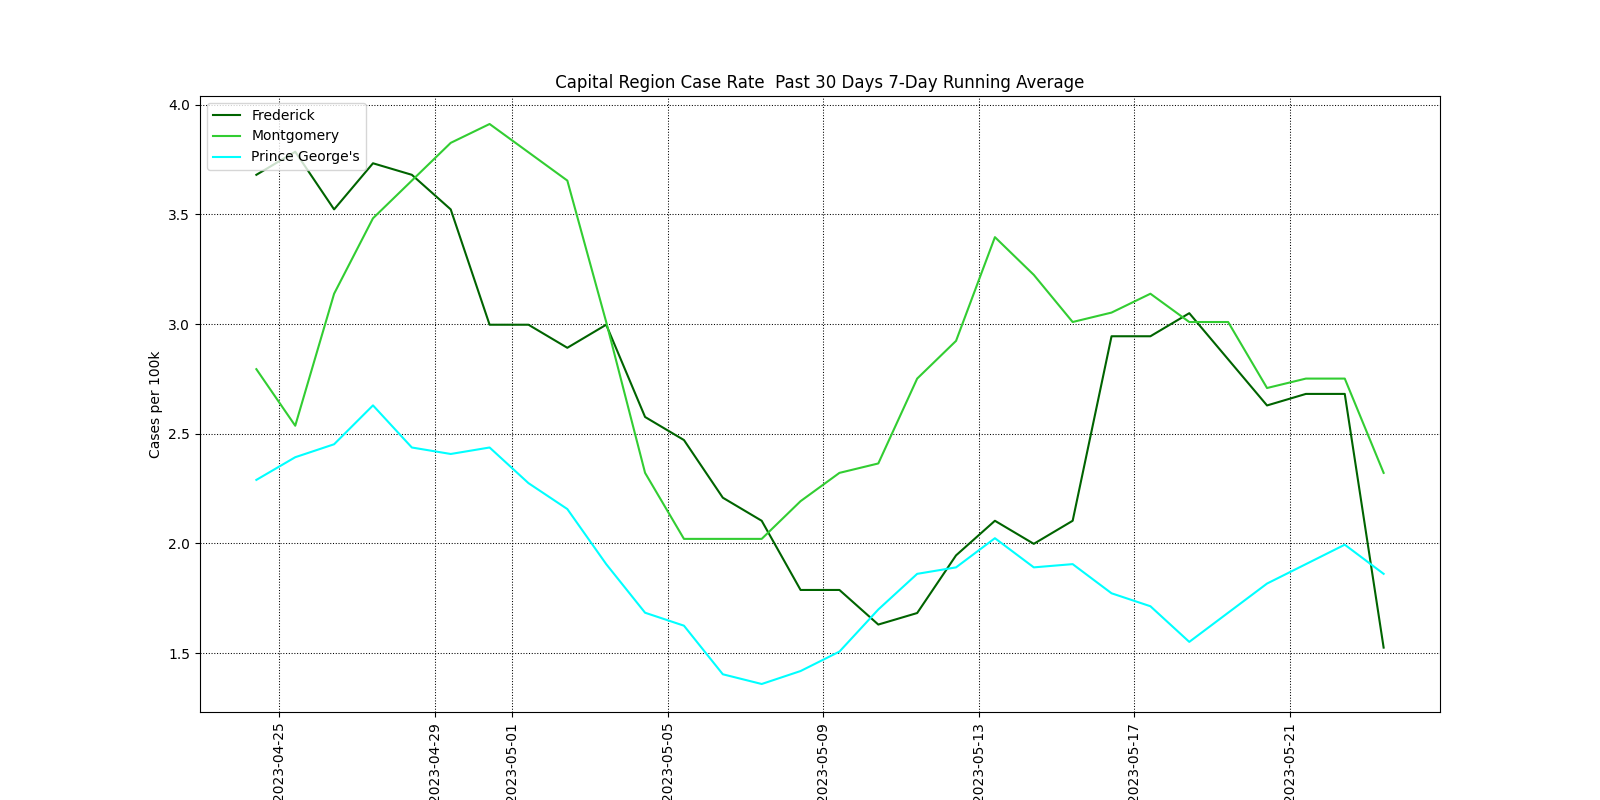 Capital Region Case Rate  Past 30 Days 7-Day Running Average
Frederick
Montgomery
Prince George's
Cases per 100k
4.0
3.5
3.0
2.5
2.0
1.5
2023-04-25
2023-04-29
2023-05-01
2023-05-05
2023-05-09
2023-05-13
2023-05-17
2023-05-21